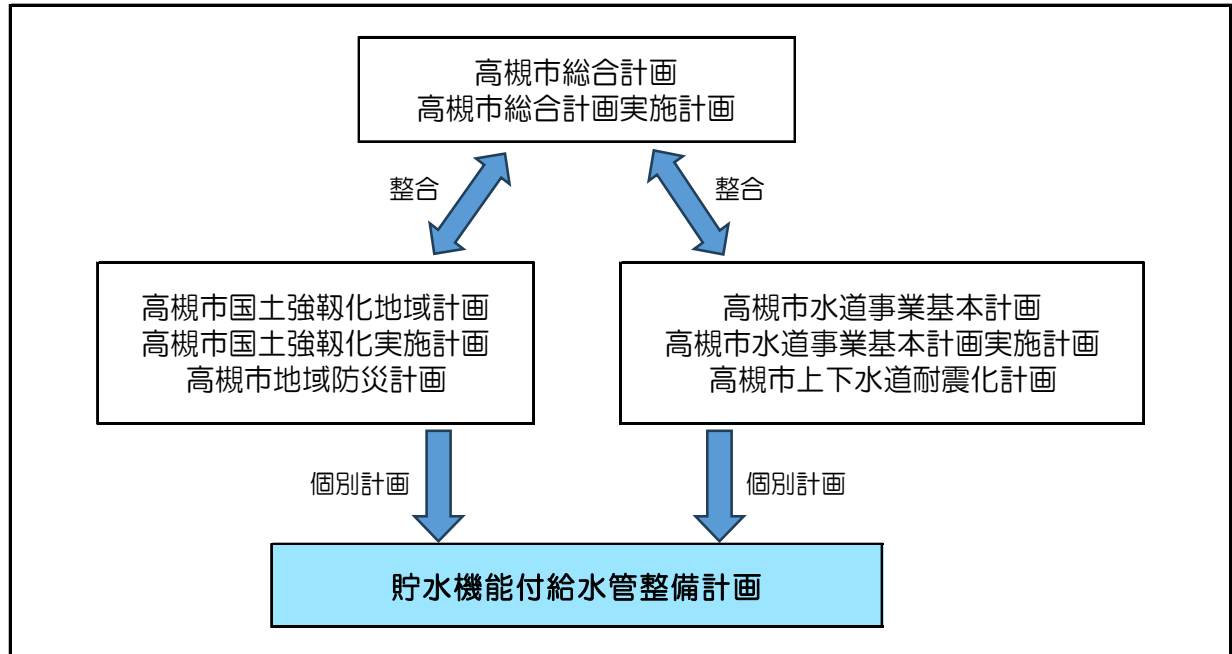 高槻市総合計画
高槻市総合計画実施計画
整合
整合
高槻市国土強靱化地域計画
高槻市国土強靱化実施計画
高槻市地域防災計画
高槻市水道事業基本計画
高槻市水道事業基本計画実施計画
高槻市上下水道耐震化計画
個別計画
個別計画
貯水機能付給水管整備計画